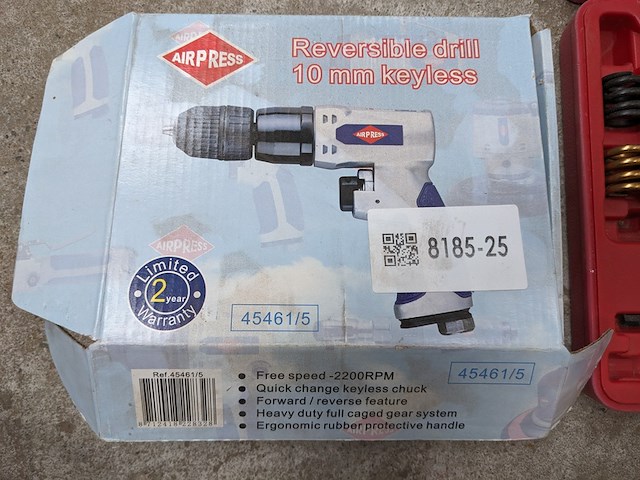 AIRPRESS
Reversible drill
10 mm keyless
AIRPRESS
8185-25
AIRPRESS
Limited
2 year
Warranty
45461/5
Ref.45461/5
45461/5
Free speed -2200RPM
Quick change keyless chuck
Forward / reverse feature
Heavy duty full caged gear system
Ergonomic rubber protective handle